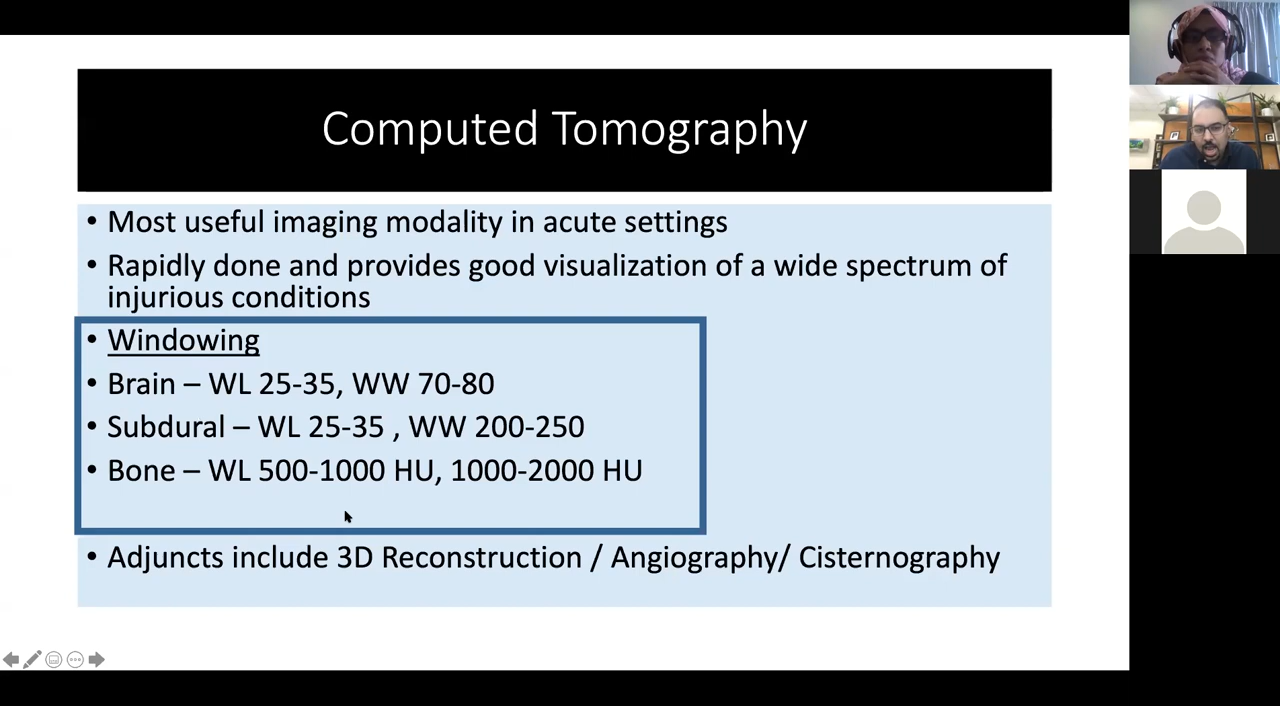 Computed Tomography
• Most useful imaging modality in acute settings
• Rapidly done and provides good visualization of a wide spectrum of
injurious conditions
• Windowing
• Brain – WL 25-35, WW 70-80
• Subdural – WL 25-35 , WW 200-250
• Bone – WL 500-1000 HU, 1000-2000 HU
• Adjuncts include 3D Reconstruction / Angiography/ Cisternography